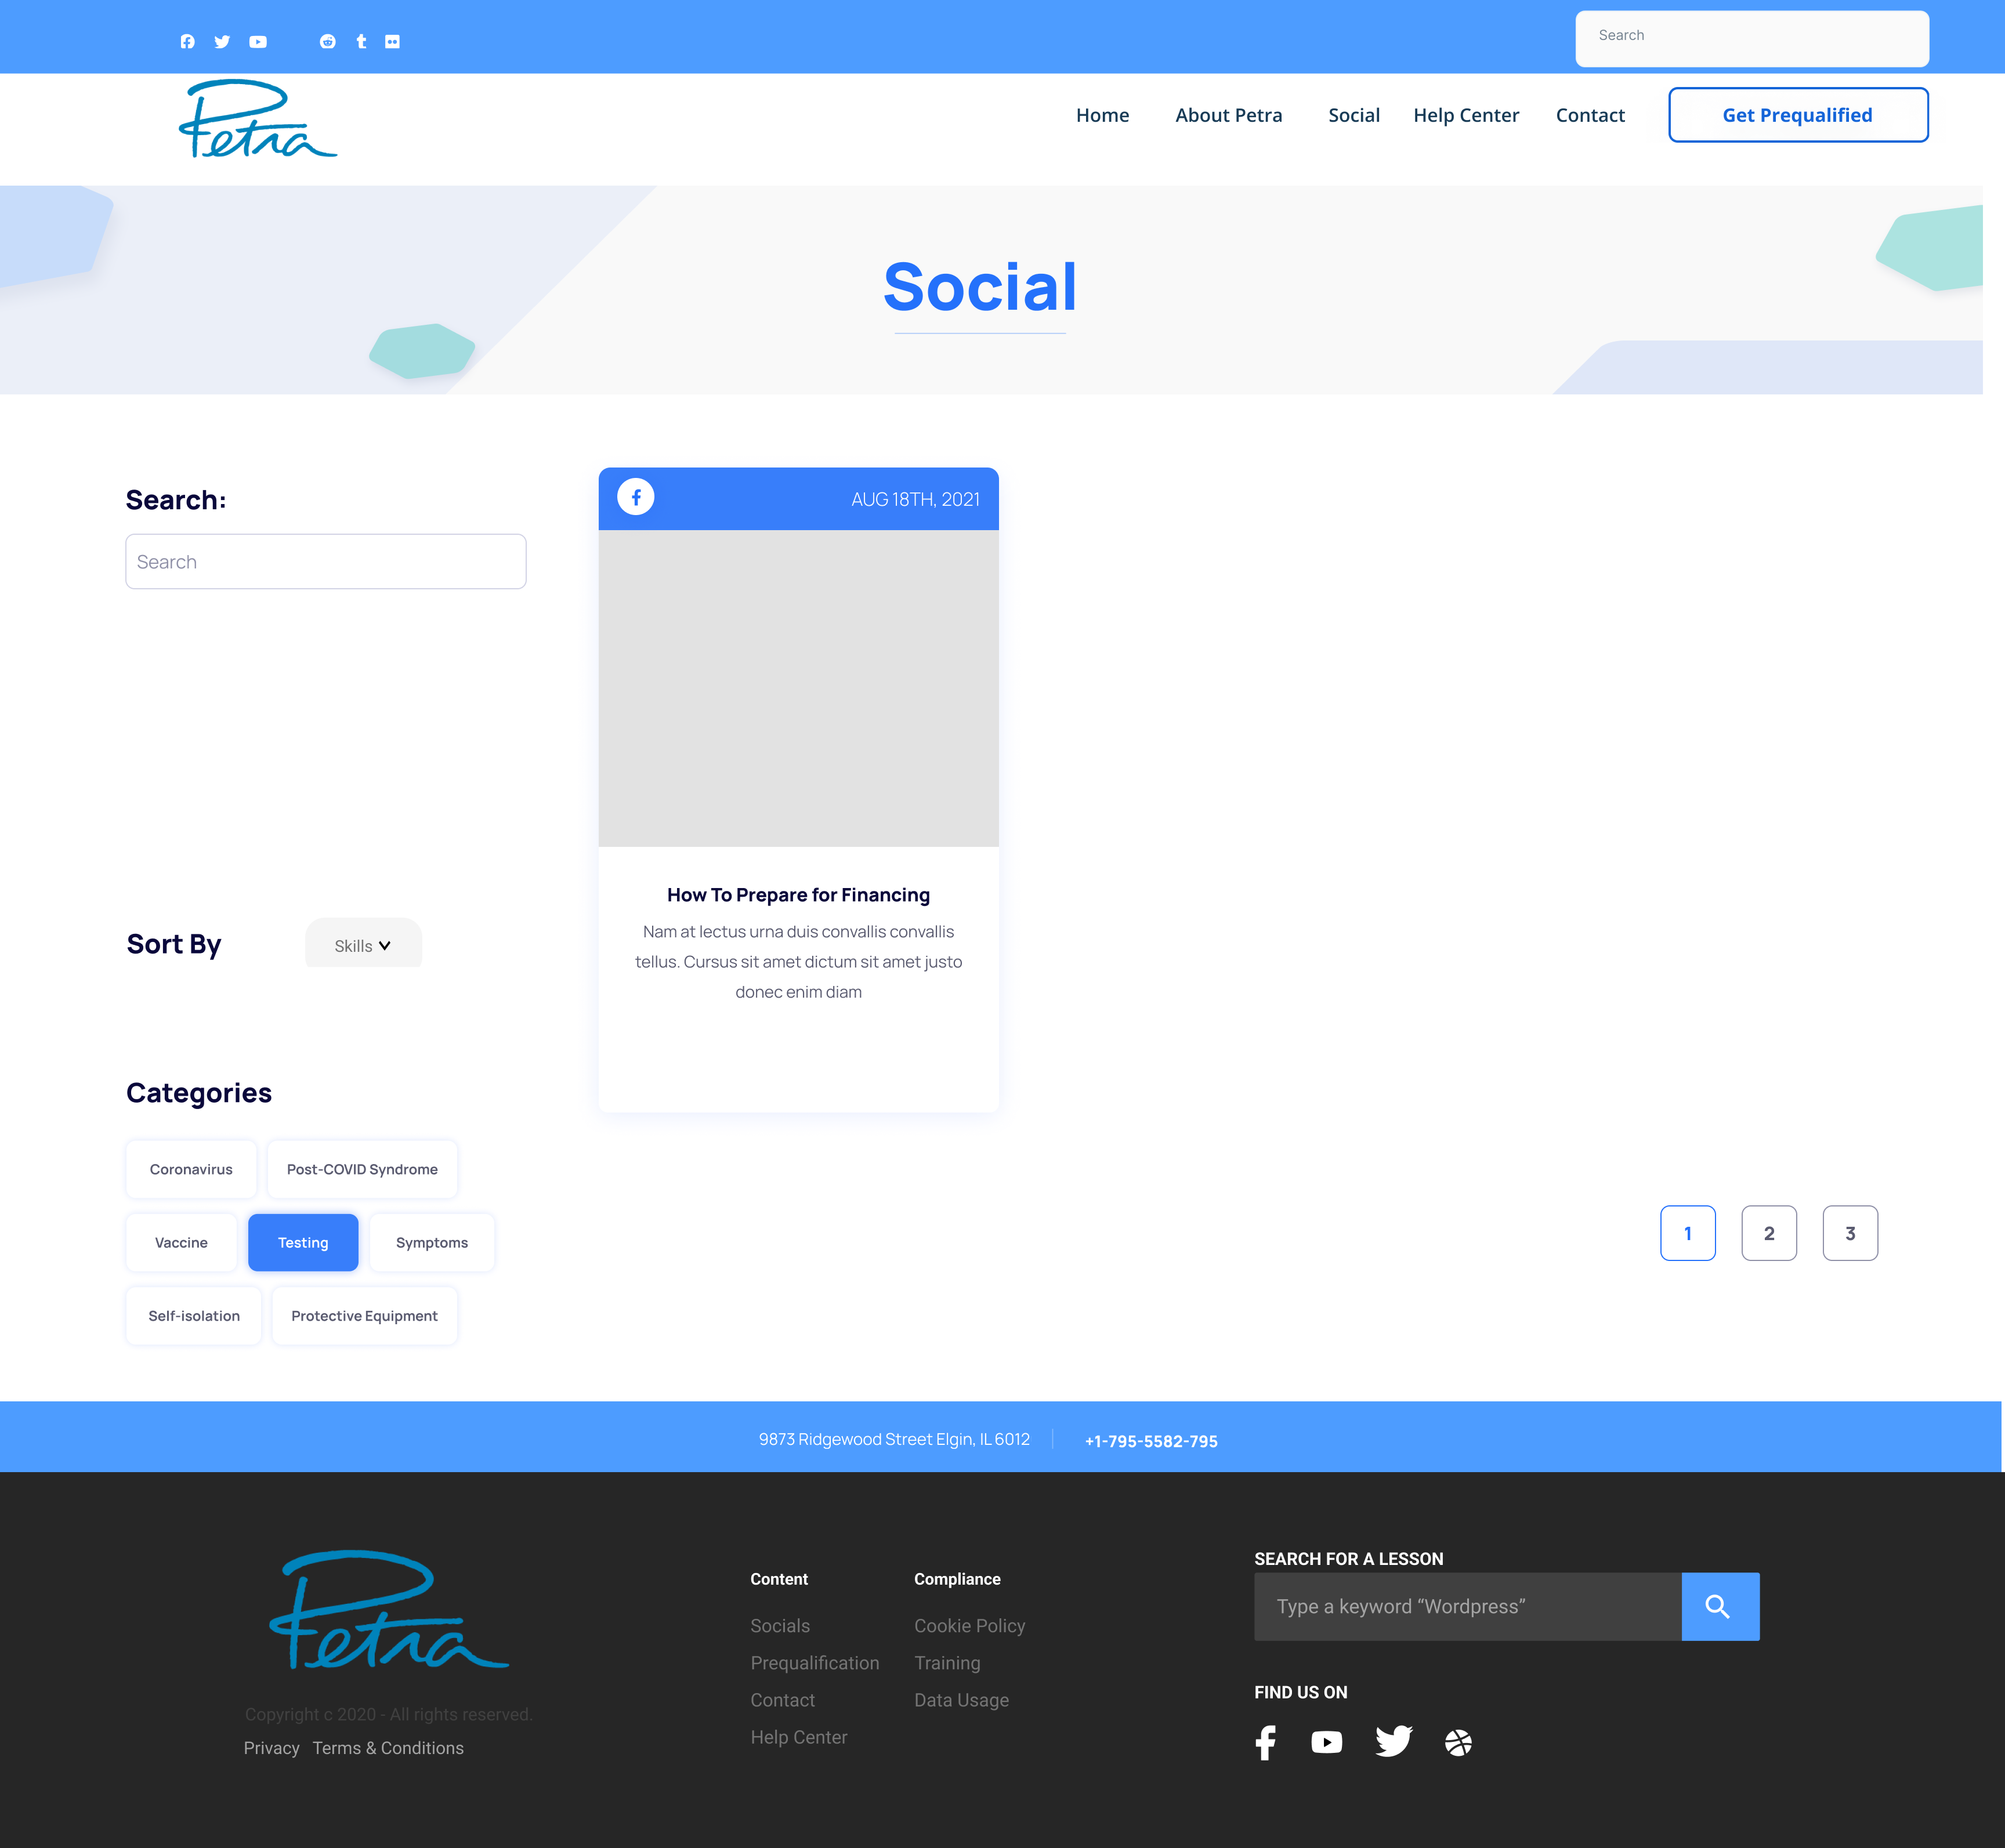 Search
Petra
Home
About Petra
Social
Help Center
Contact
Get Prequalified
Social
Search:
Search
AUG 18TH, 2021
How To Prepare for Financing
Nam at lectus urna duis convallis convallis
tellus. Cursus sit amet dictum sit amet justo
donec enim diam
Sort By
Skills
Categories
Coronavirus
Post-COVID Syndrome
Vaccine
Testing
Symptoms
Self-isolation
Protective Equipment
1
2
3
9873 Ridgewood Street Elgin, IL 6012
+1-795-5582-795
Petra
Copyright c 2020 - All rights reserved.
Privacy
Terms & Conditions
Content
Socials
Prequalification
Contact
Help Center
Compliance
Cookie Policy
Training
Data Usage
SEARCH FOR A LESSON
Type a keyword “Wordpress”
FIND US ON